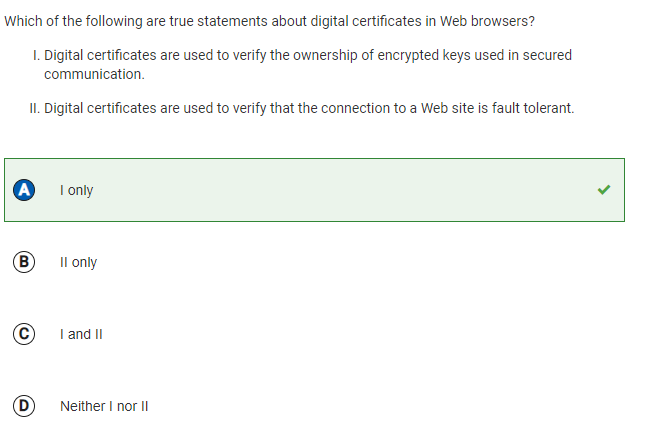 Which of the following are true statements about digital certificates in Web browsers?
I. Digital certificates are used to verify the ownership of encrypted keys used in secured
communication.
II. Digital certificates are used to verify that the connection to a Web site is fault tolerant.
A I only
B II only
C I and II
D Neither I nor II